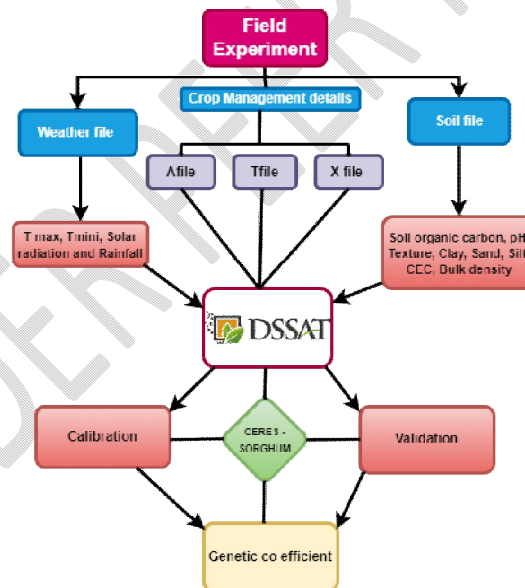 Field
Experiment
Crop Management details
Weather file
Soil file
Afile
Tfile
X file
T max, Tmini, Solar
radiation and Rainfall
Soil organic carbon, pH
Texture, Clay, Sand, Silt
CEC, Bulk density
DSSAT
Calibration
CERES -
SORGHUM
Validation
Genetic co efficient